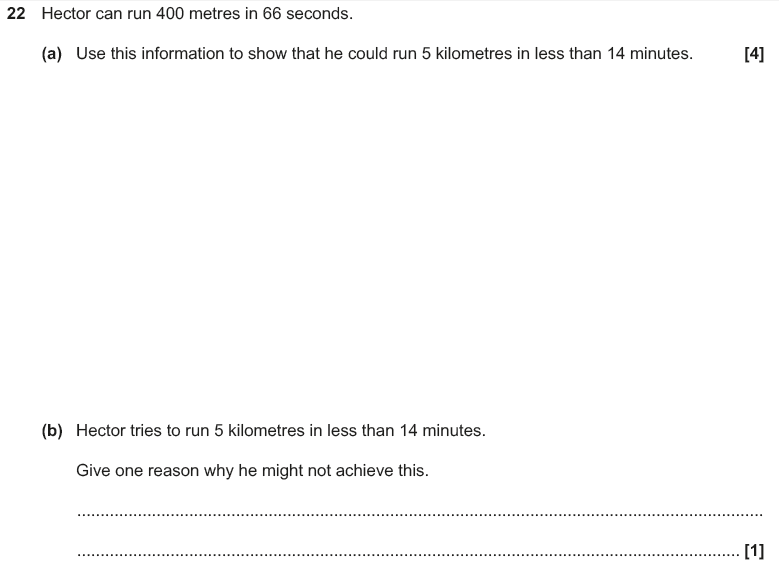 22 Hector can run 400 metres in 66 seconds.
(a) Use this information to show that he could run 5 kilometres in less than 14 minutes. [4]
(b) Hector tries to run 5 kilometres in less than 14 minutes.
Give one reason why he might not achieve this.
................................................................................................................................................
........................................................................................................................................... [1]